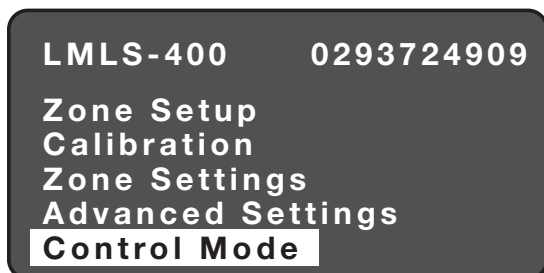 LMLS-400 0293724909
Zone Setup
Calibration
Zone Settings
Advanced Settings
Control Mode